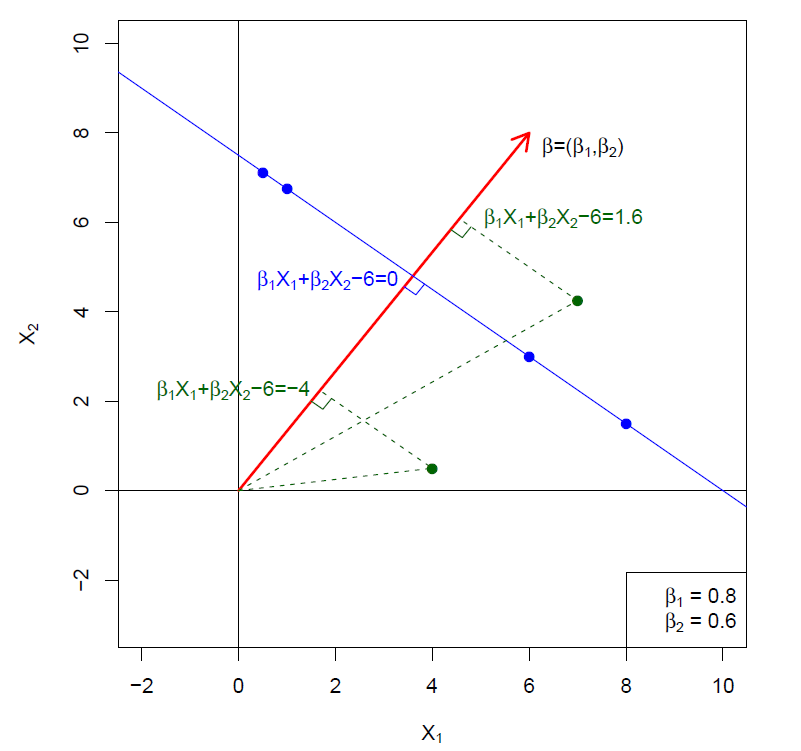 10
8
β=(β₁,β₂)
6
β₁X₁+β₂X₂−6=1.6
β₁X₁+β₂X₂−6=0
4
X₂
β₁X₁+β₂X₂−6=−4
2
0
−2
β₁ = 0.8
β₂ = 0.6
−2 0 2 4 6 8 10
X₁